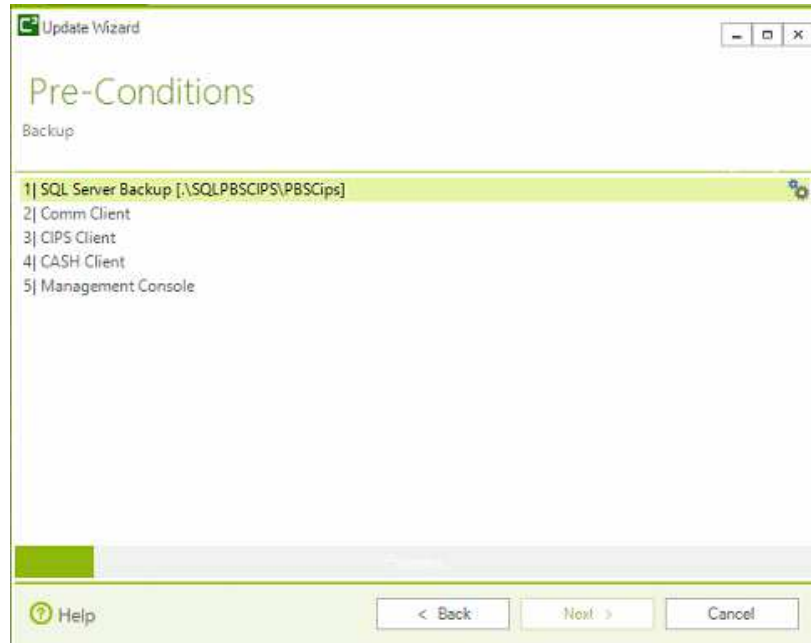 C² Update Wizard
Pre-Conditions
Backup
1| SQL Server Backup [.\SQLPBSCIPS\PBSCips]
2| Comm Client
3| CIPS Client
4| CASH Client
5| Management Console
? Help
< Back
Next >
Cancel